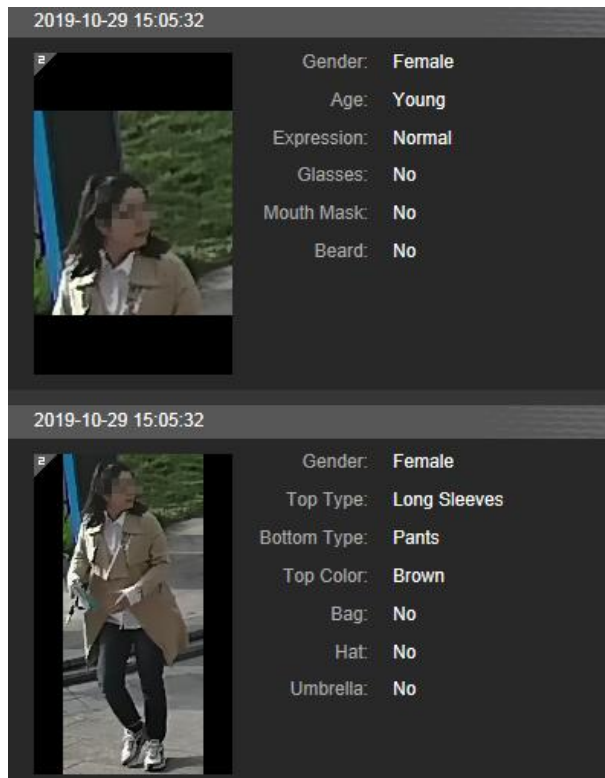 2019-10-29 15:05:32
2
Gender: Female
Age: Young
Expression: Normal
Glasses: No
Mouth Mask: No
Beard: No
2019-10-29 15:05:32
2
Gender: Female
Top Type: Long Sleeves
Bottom Type: Pants
Top Color: Brown
Bag: No
Hat: No
Umbrella: No